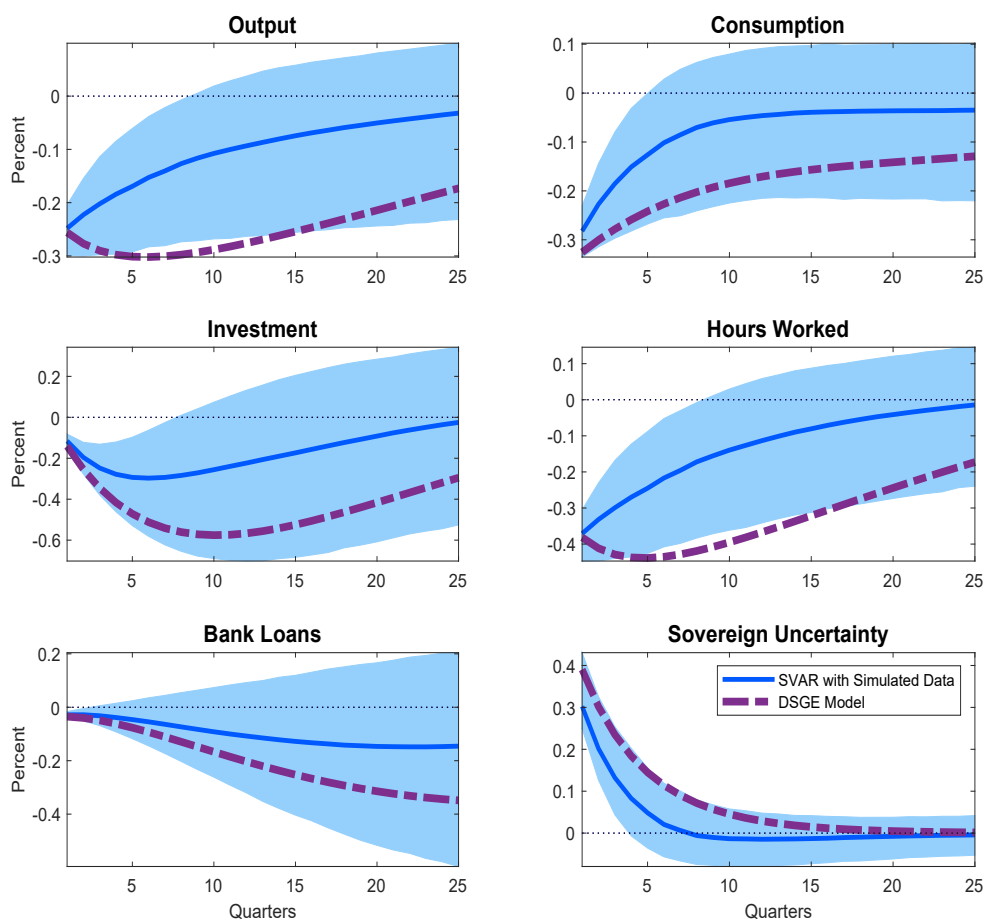 Output
Percent
0.1
0
-0.1
-0.2
-0.3
5 10 15 20 25
Consumption
0.1
0
-0.1
-0.2
-0.3
5 10 15 20 25
Investment
Percent
0.2
0
-0.2
-0.4
-0.6
5 10 15 20 25
Hours Worked
0.1
0
-0.1
-0.2
-0.3
-0.4
5 10 15 20 25
Bank Loans
Percent
0.2
0
-0.2
-0.4
5 10 15 20 25
Quarters
Sovereign Uncertainty
0.4
0.3
0.2
0.1
0
SVAR with Simulated Data
DSGE Model
5 10 15 20 25
Quarters